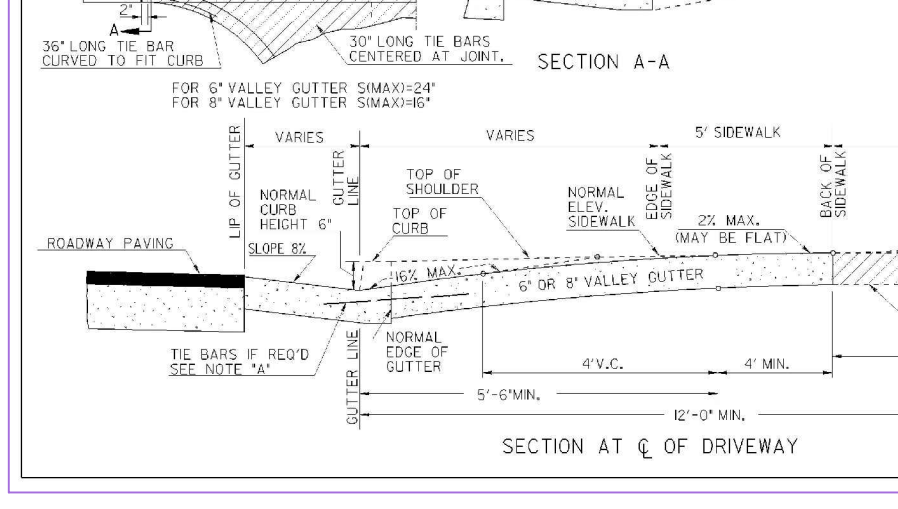 2"
A
36" LONG TIE BAR
CURVED TO FIT CURB
30" LONG TIE BARS
CENTERED AT JOINT.
SECTION A-A
FOR 6" VALLEY GUTTER S(MAX)=24"
FOR 8" VALLEY GUTTER S(MAX)=16"
LIP OF GUTTER
VARIES
GUTTER
LINE
VARIES
5' SIDEWALK
EDGE OF
SIDEWALK
BACK OF
SIDEWALK
NORMAL
CURB
HEIGHT 6"
TOP OF
SHOULDER
TOP OF
CURB
NORMAL
ELEV.
SIDEWALK
2% MAX.
(MAY BE FLAT)
ROADWAY PAVING
SLOPE 8%
16% MAX.
6" OR 8" VALLEY GUTTER
TIE BARS IF REQ'D
SEE NOTE "A"
GUTTER LINE
NORMAL
EDGE OF
GUTTER
4'V.C.
4' MIN.
5'-6"MIN.
12'-0" MIN.
SECTION AT ℄ OF DRIVEWAY